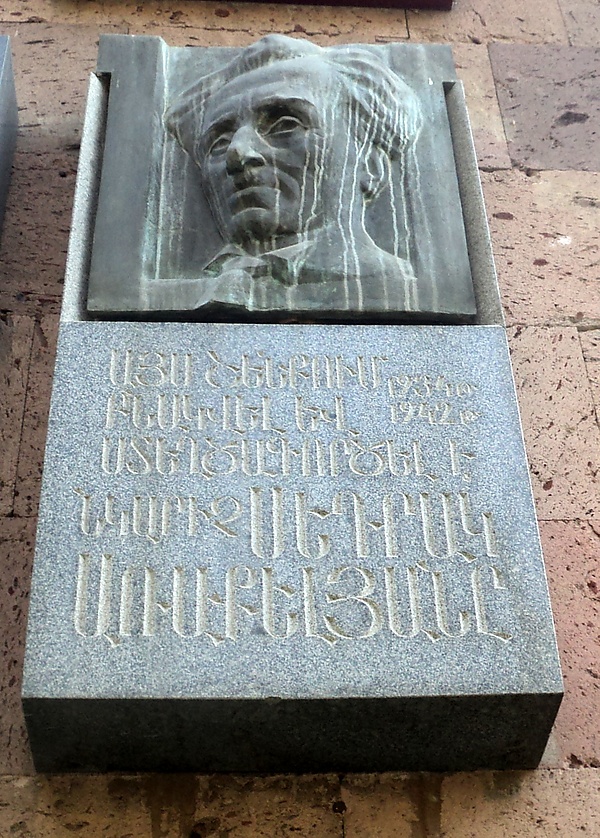 ԱՅՍ ՇԵՆՔՈՒՄ 1934թ
ԲՆԱԿՎԵԼ ԵՎ 1942թ
ՍՏԵՂԾԱԳՈՐԾԵԼ Է
ՆԿԱՐԻՉ ՍԵԴՐԱԿ
ԱՌԱՔԵԼՅԱՆԸ